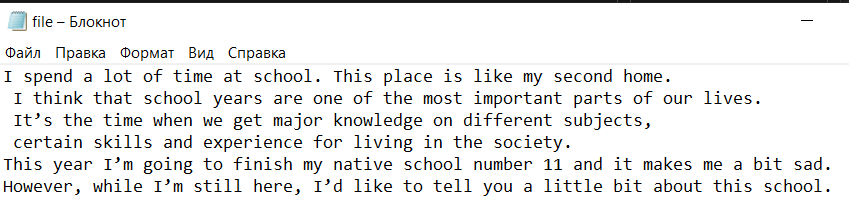 file – Блокнот
Файл Правка Формат Вид Справка
I spend a lot of time at school. This place is like my second home.
I think that school years are one of the most important parts of our lives.
It’s the time when we get major knowledge on different subjects,
certain skills and experience for living in the society.
This year I’m going to finish my native school number 11 and it makes me a bit sad.
However, while I’m still here, I’d like to tell you a little bit about this school.